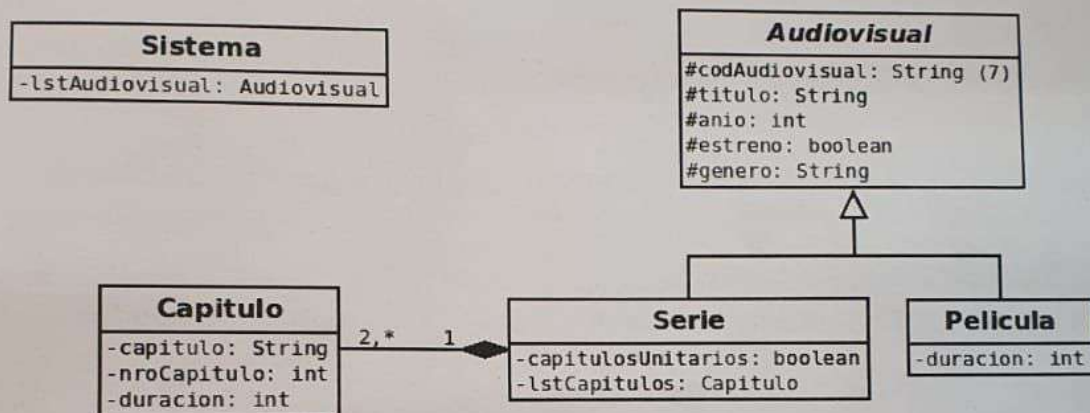 Sistema
-lstAudiovisual: Audiovisual
Audiovisual
#codAudiovisual: String (7)
#titulo: String
#anio: int
#estreno: boolean
#genero: String
Capitulo
-capitulo: String
-nroCapitulo: int
-duracion: int
2,* 1
Serie
-capitulosUnitarios: boolean
-lstCapitulos: Capitulo
Pelicula
-duracion: int